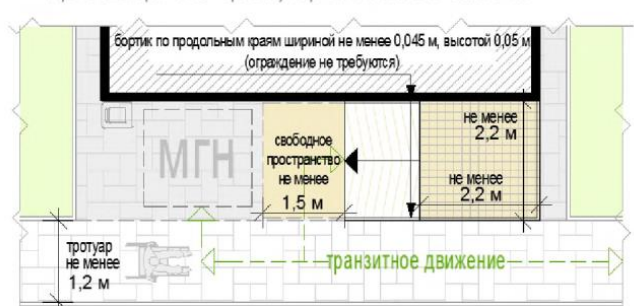 бортик по продольным краям шириной не менее 0,045 м, высотой 0,05 м
(ограждение не требуются)
не менее
2,2 м
МГН
свободное
пространство
не менее
1,5 м
не менее
2,2 м
тротуар
не менее
1,2 м
транзитное движение